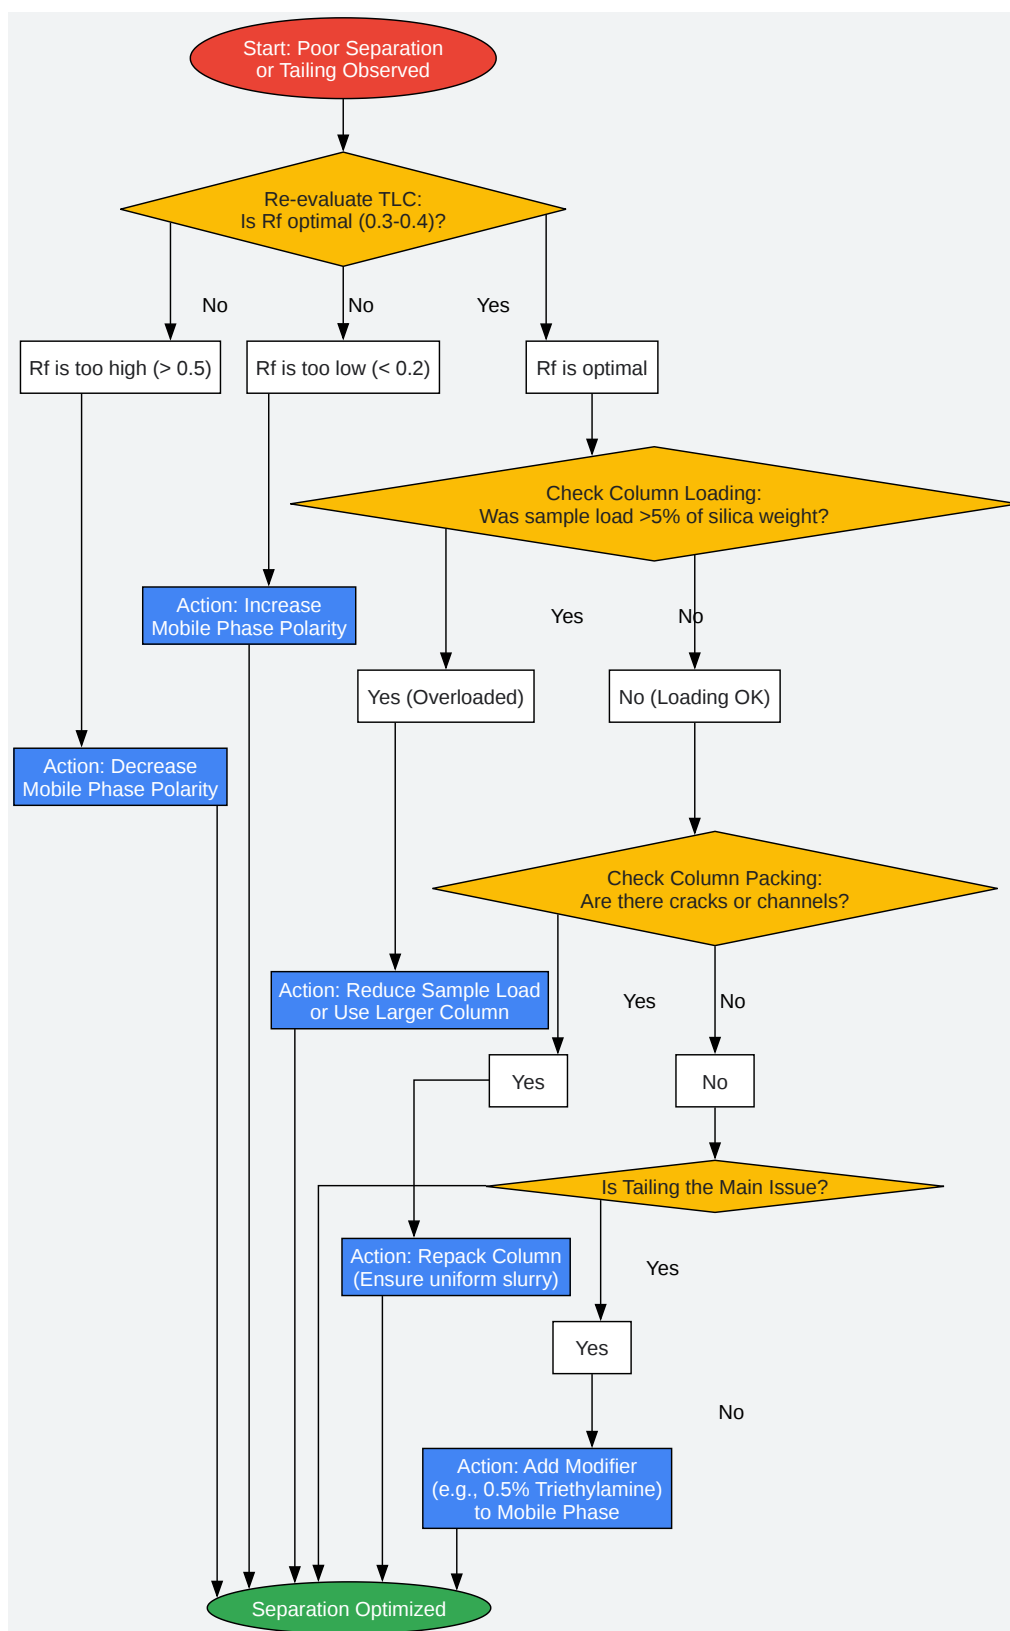 Start: Poor Separation
or Tailing Observed
Re-evaluate TLC:
Is Rf optimal (0.3-0.4)?
No
No
Yes
Rf is too high (> 0.5)
Rf is too low (< 0.2)
Rf is optimal
Check Column Loading:
Was sample load >5% of silica weight?
Action: Increase
Mobile Phase Polarity
Yes
No
Yes (Overloaded)
No (Loading OK)
Action: Decrease
Mobile Phase Polarity
Check Column Packing:
Are there cracks or channels?
Action: Reduce Sample Load
or Use Larger Column
Yes
No
Yes
No
Is Tailing the Main Issue?
Action: Repack Column
(Ensure uniform slurry)
Yes
Yes
No
Action: Add Modifier
(e.g., 0.5% Triethylamine)
to Mobile Phase
Separation Optimized